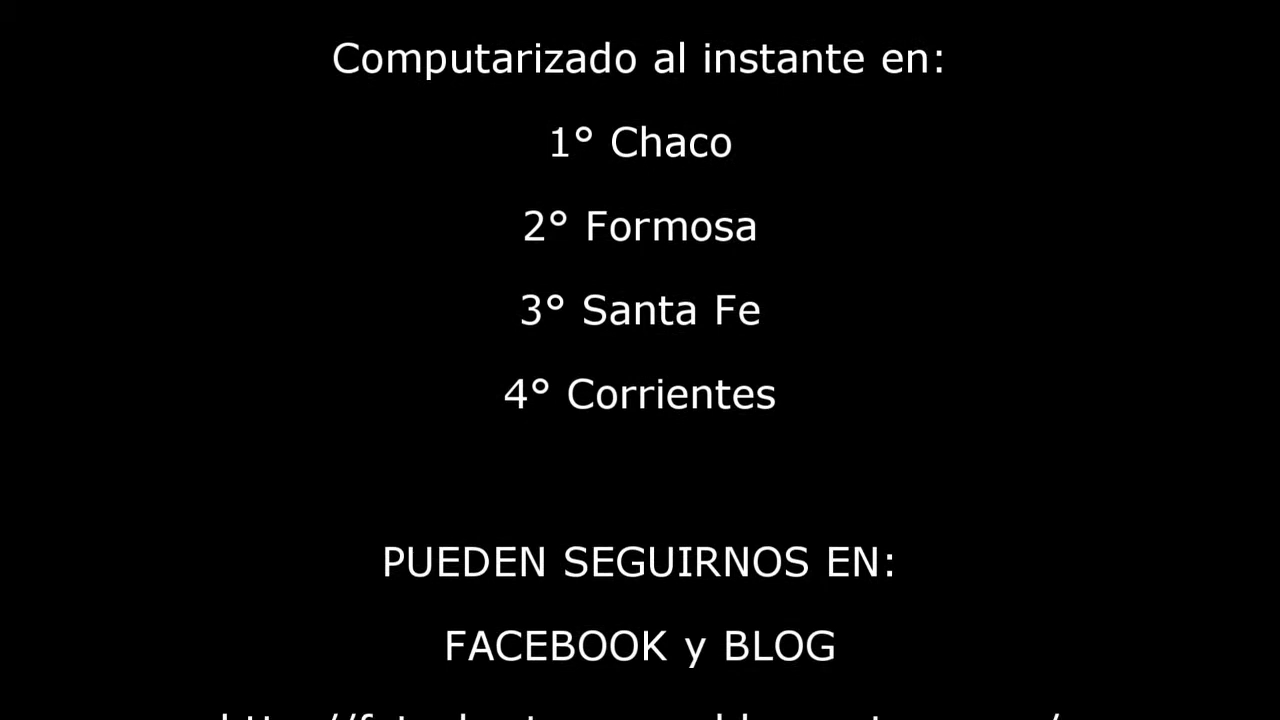 Computarizado al instante en:
1° Chaco
2° Formosa
3° Santa Fe
4° Corrientes
PUEDEN SEGUIRNOS EN:
FACEBOOK y BLOG